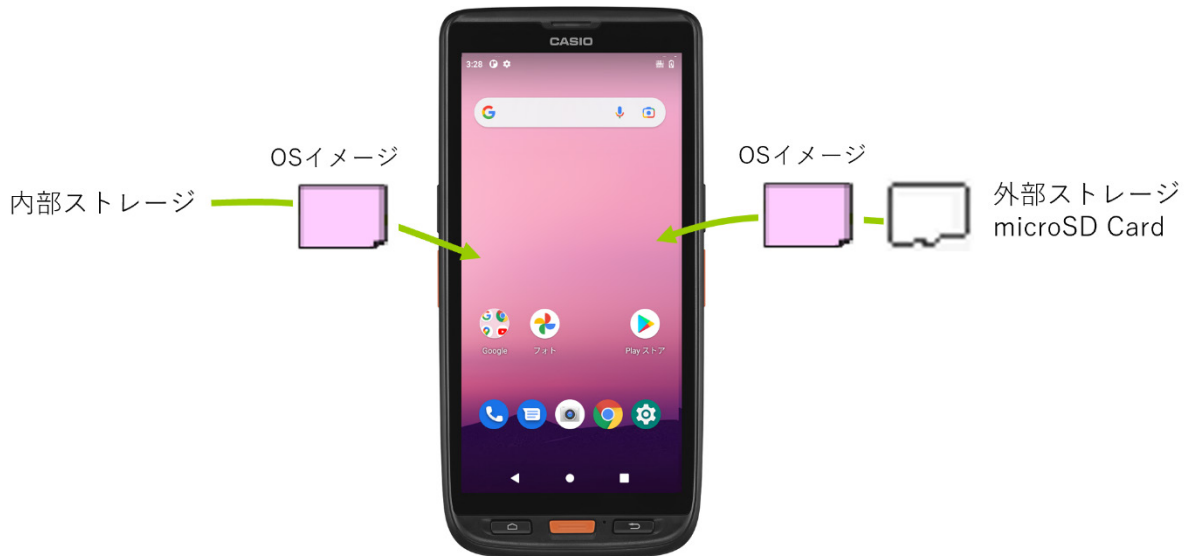 CASIO
3:28
OSイメージ
内部ストレージ
OSイメージ
外部ストレージ
microSD Card
Google
フォト
Play ストア